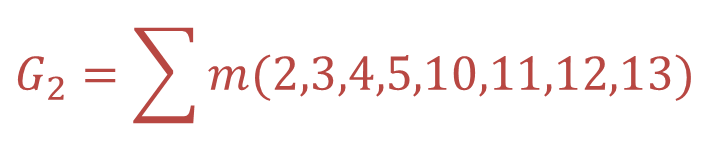 G₂ = ∑ m(2,3,4,5,10,11,12,13)